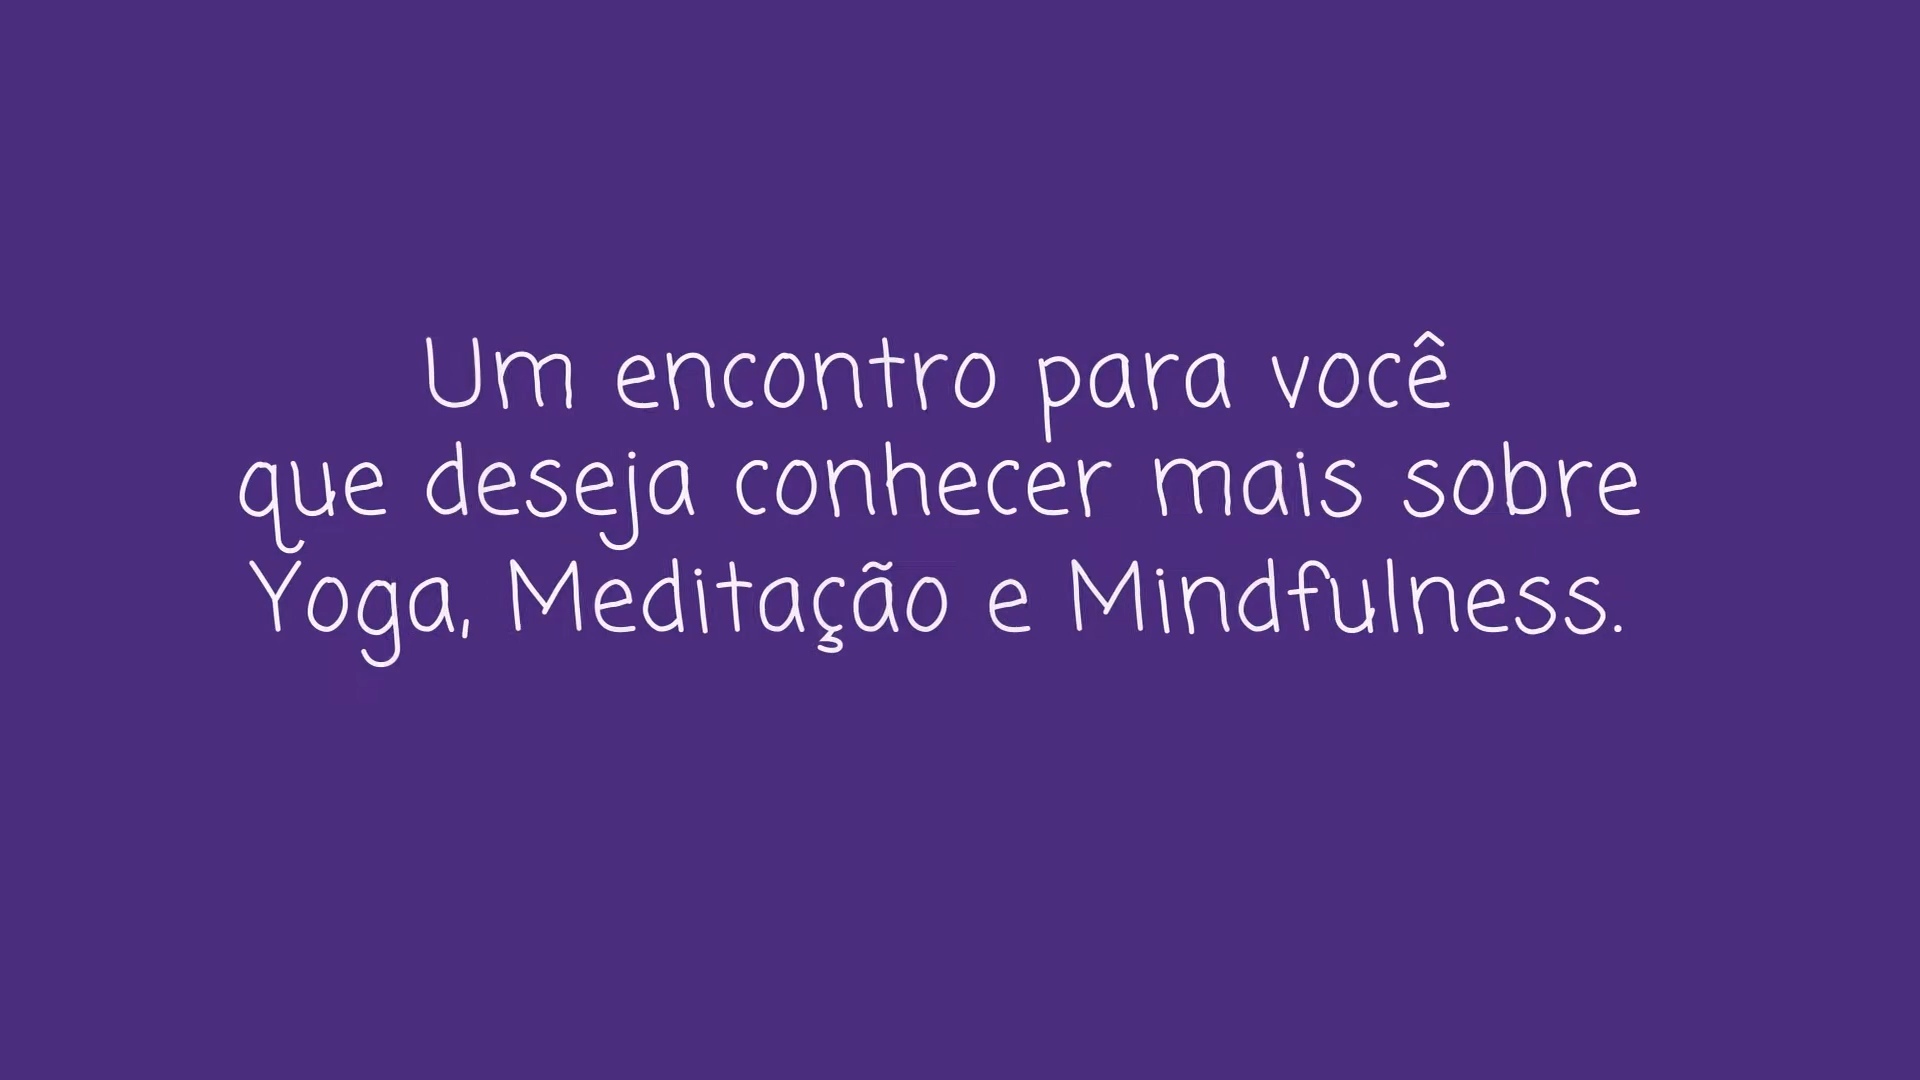 Um encontro para você
que deseja conhecer mais sobre
Yoga, Meditação e Mindfulness.